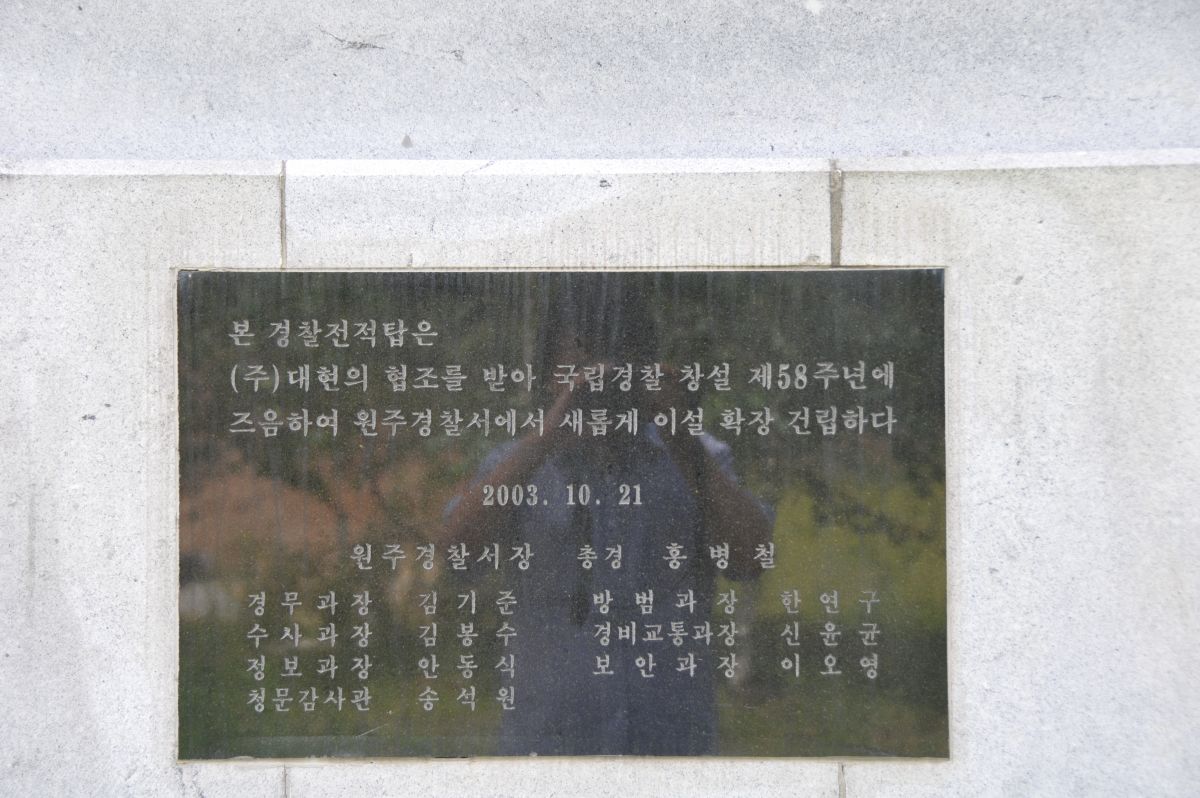 본 경찰전적탑은
(주)대현의 협조를 받아 국립경찰 창설 제58주년에
즈음하여 원주경찰서에서 새롭게 이설 확장 건립하다
2003. 10. 21
원주경찰서장 총경 홍병철
경무과장 김기준 방범과장 한연구
수사과장 김봉수 경비교통과장 신윤균
정보과장 안동식 보안과장 이오영
청문감사관 송석원